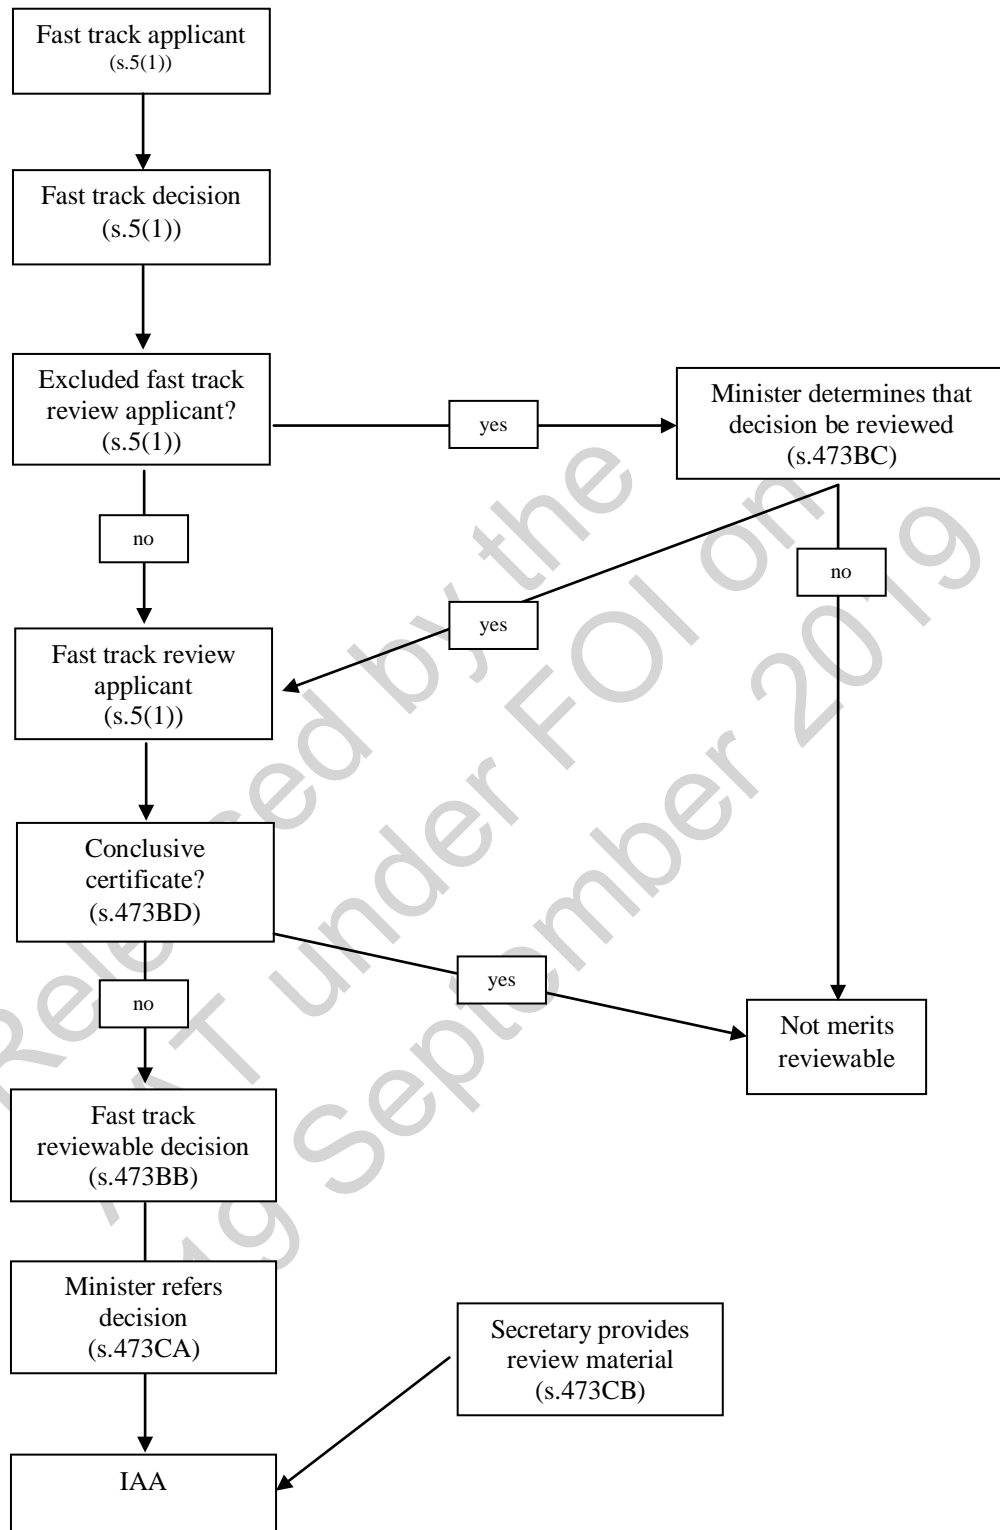 Fast track applicant
(s.5(1))
Fast track decision
(s.5(1))
Excluded fast track
review applicant?
(s.5(1))
yes
Minister determines that
decision be reviewed
(s.473BC)
no
no
yes
Fast track review
applicant
(s.5(1))
Conclusive
certificate?
(s.473BD)
yes
no
Not merits
reviewable
Fast track
reviewable decision
(s.473BB)
Minister refers
decision
(s.473CA)
Secretary provides
review material
(s.473CB)
IAA
Released by the
AAT under FOI on
19 September 2019